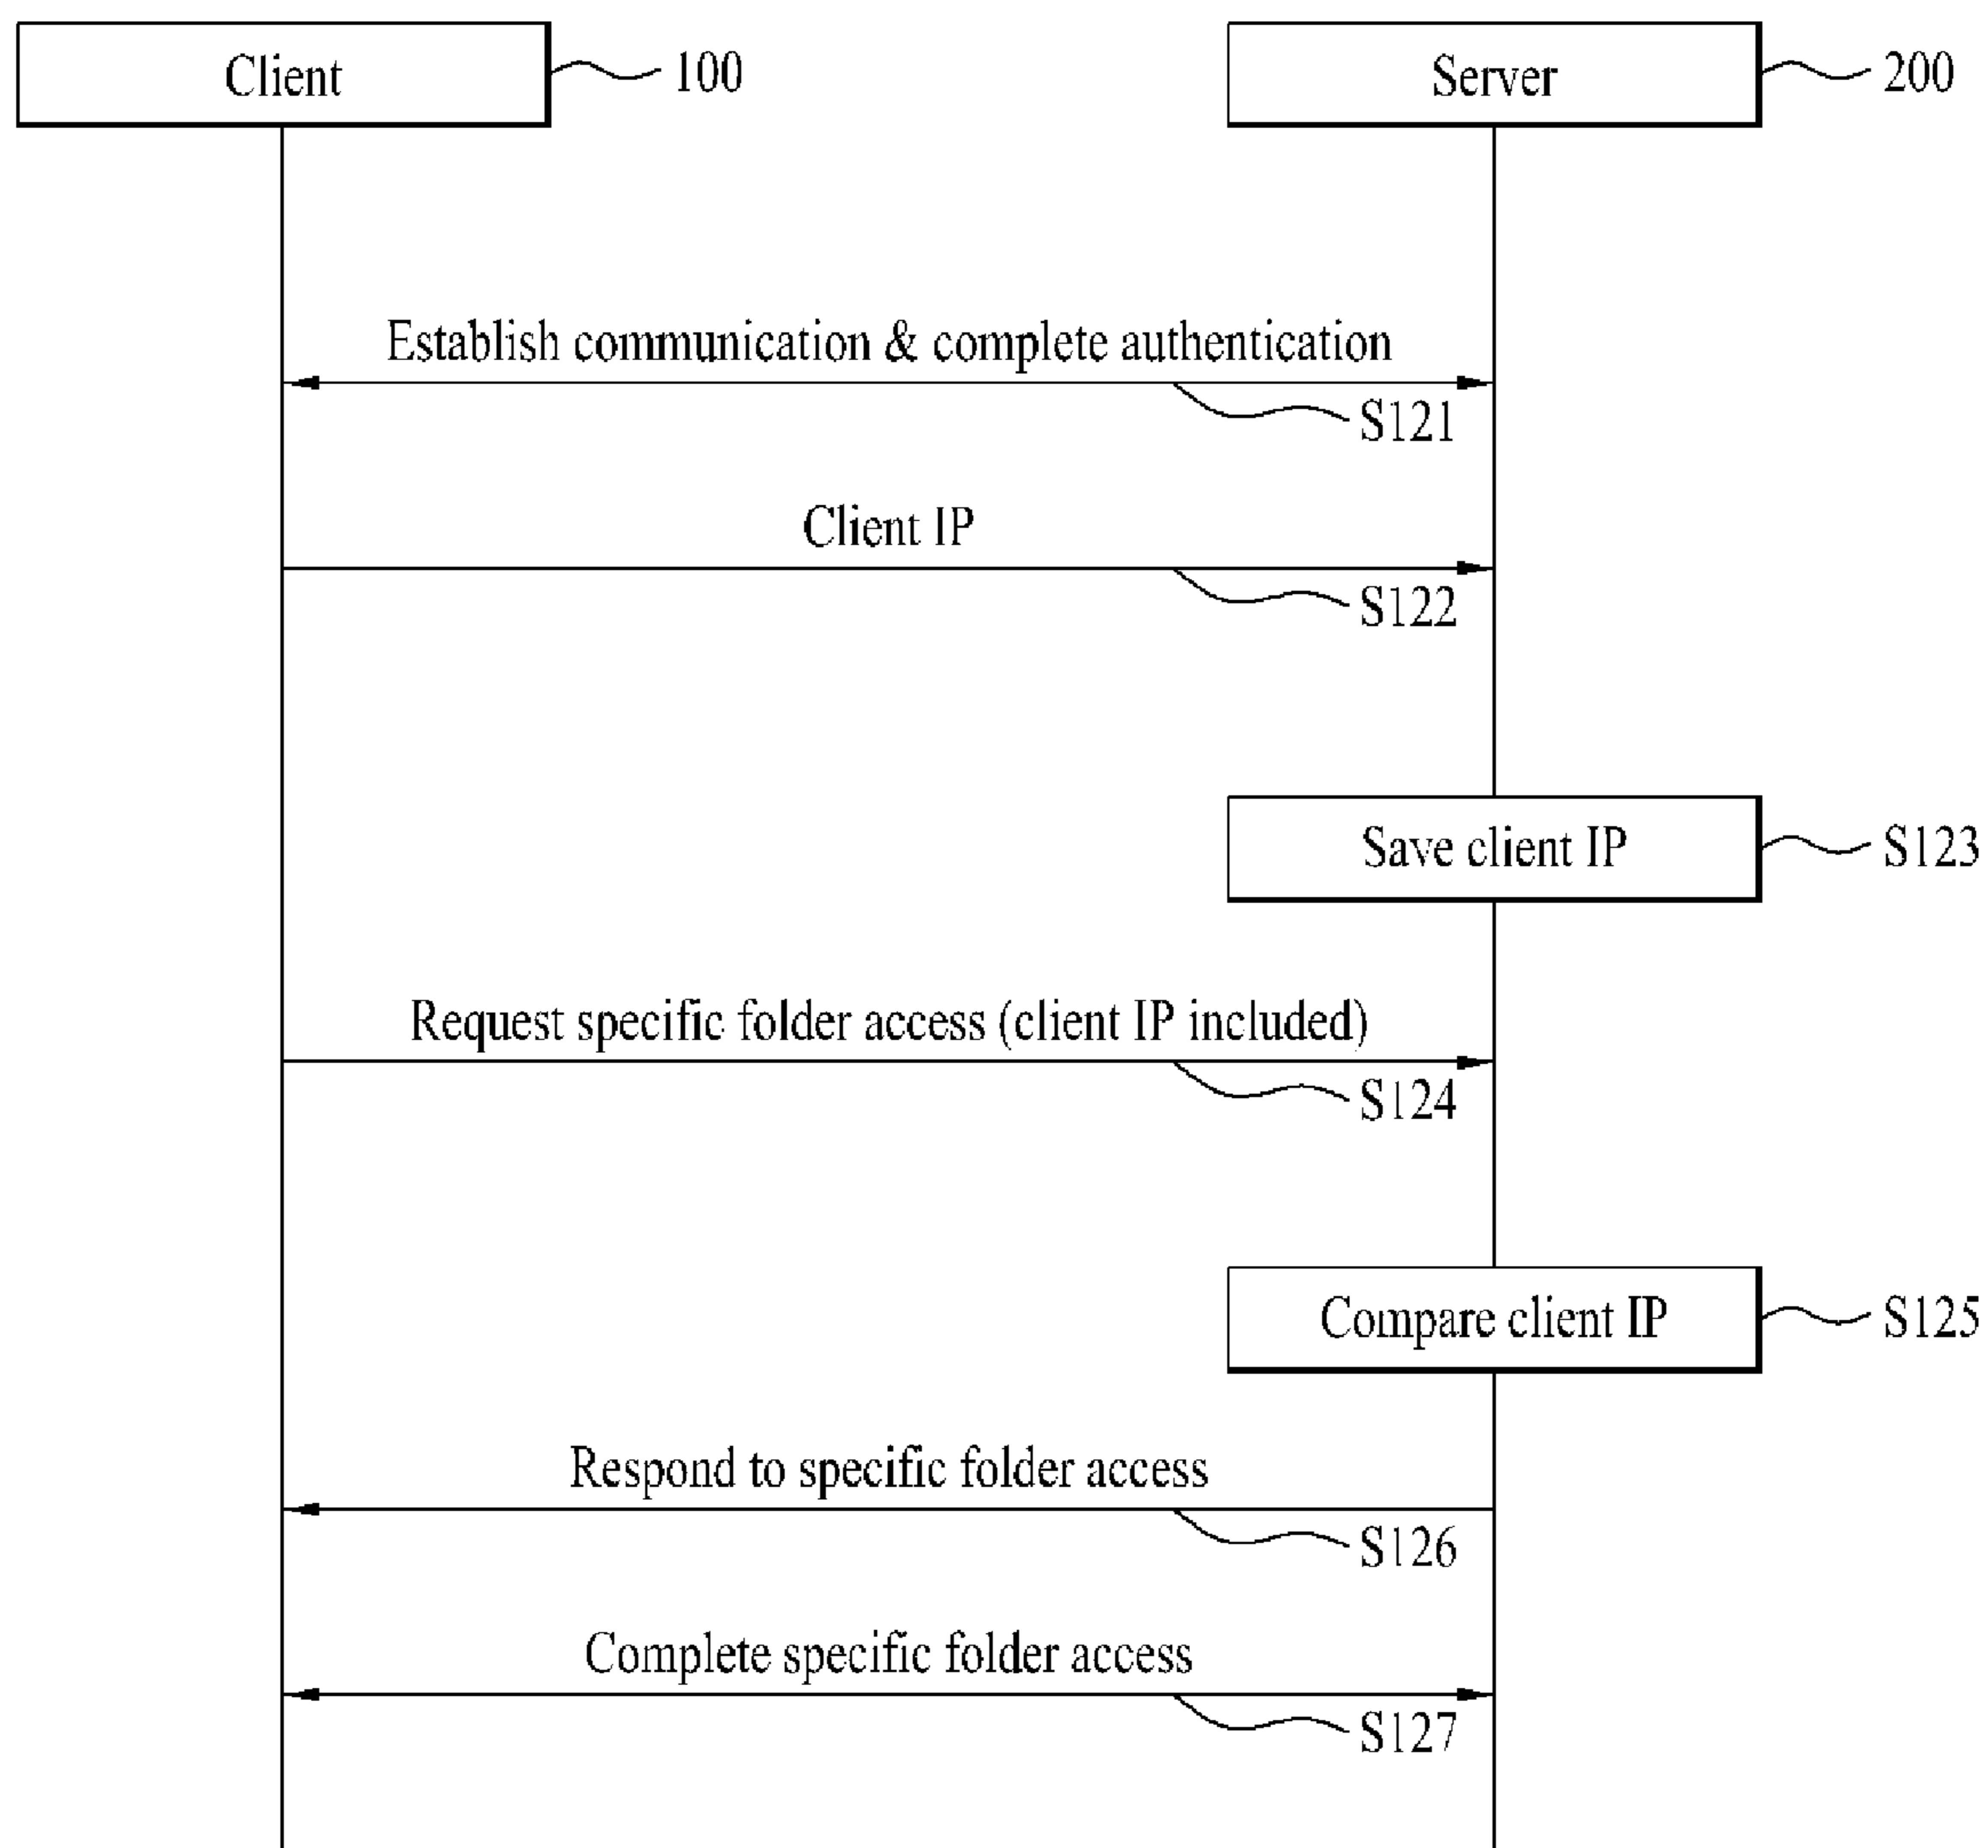 Client
100
Server
200
Establish communication & complete authentication
S121
Client IP
S122
Save client IP
S123
Request specific folder access (client IP included)
S124
Compare client IP
S125
Respond to specific folder access
S126
Complete specific folder access
S127